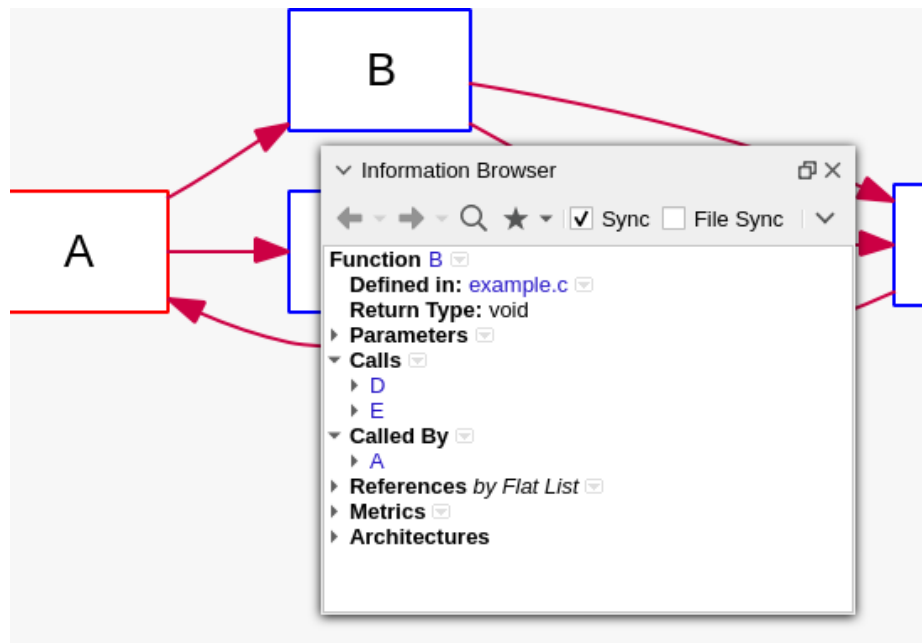 B
A
Information Browser
Sync File Sync
Function B
Defined in: example.c
Return Type: void
Parameters
Calls
D
E
Called By
A
References by Flat List
Metrics
Architectures